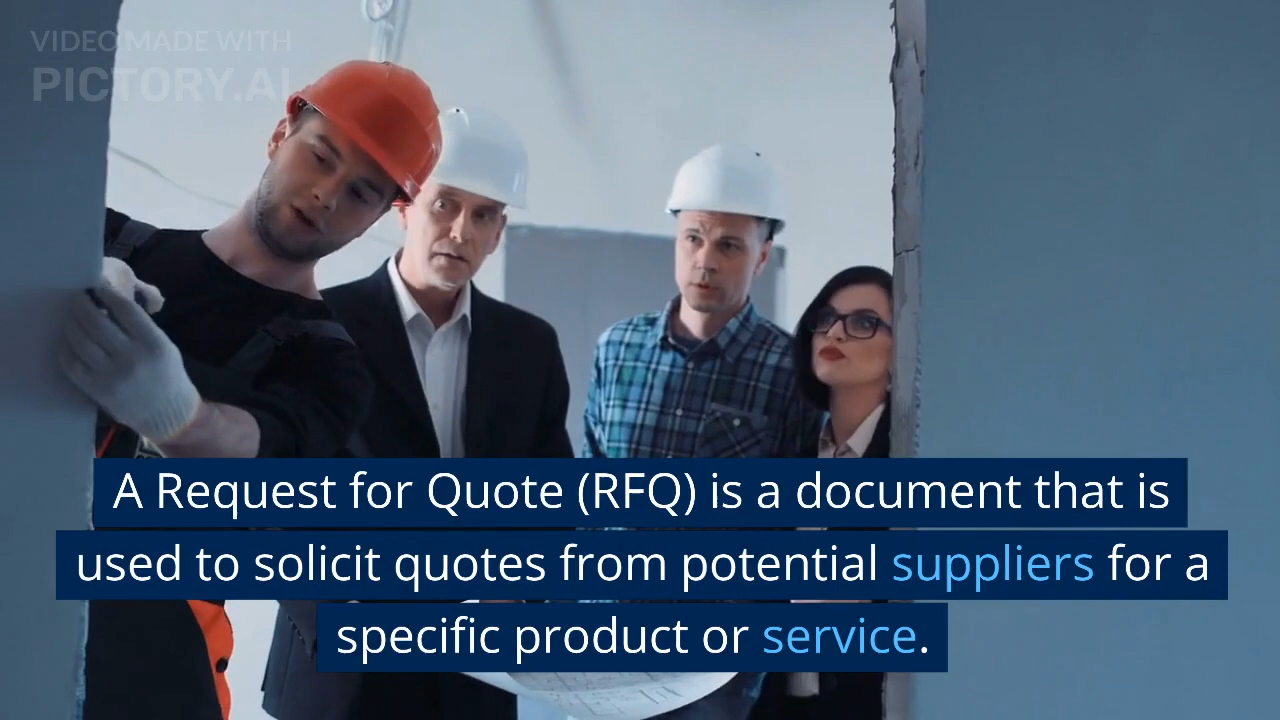 VIDEO MADE WITH
PICTORY.AI
A Request for Quote (RFQ) is a document that is
used to solicit quotes from potential suppliers for a
specific product or service.